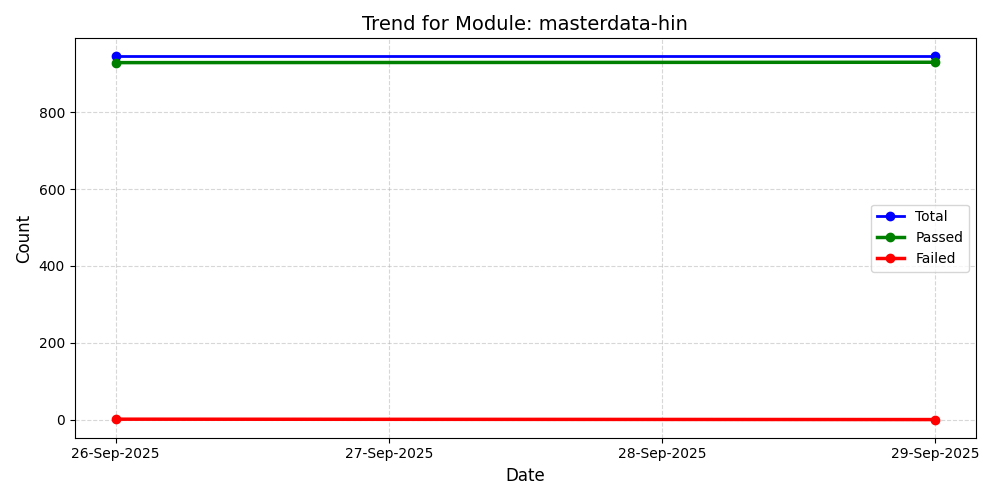 Trend for Module: masterdata-hin
Count
800
600
400
200
0
Total
Passed
Failed
26-Sep-2025
27-Sep-2025
28-Sep-2025
29-Sep-2025
Date